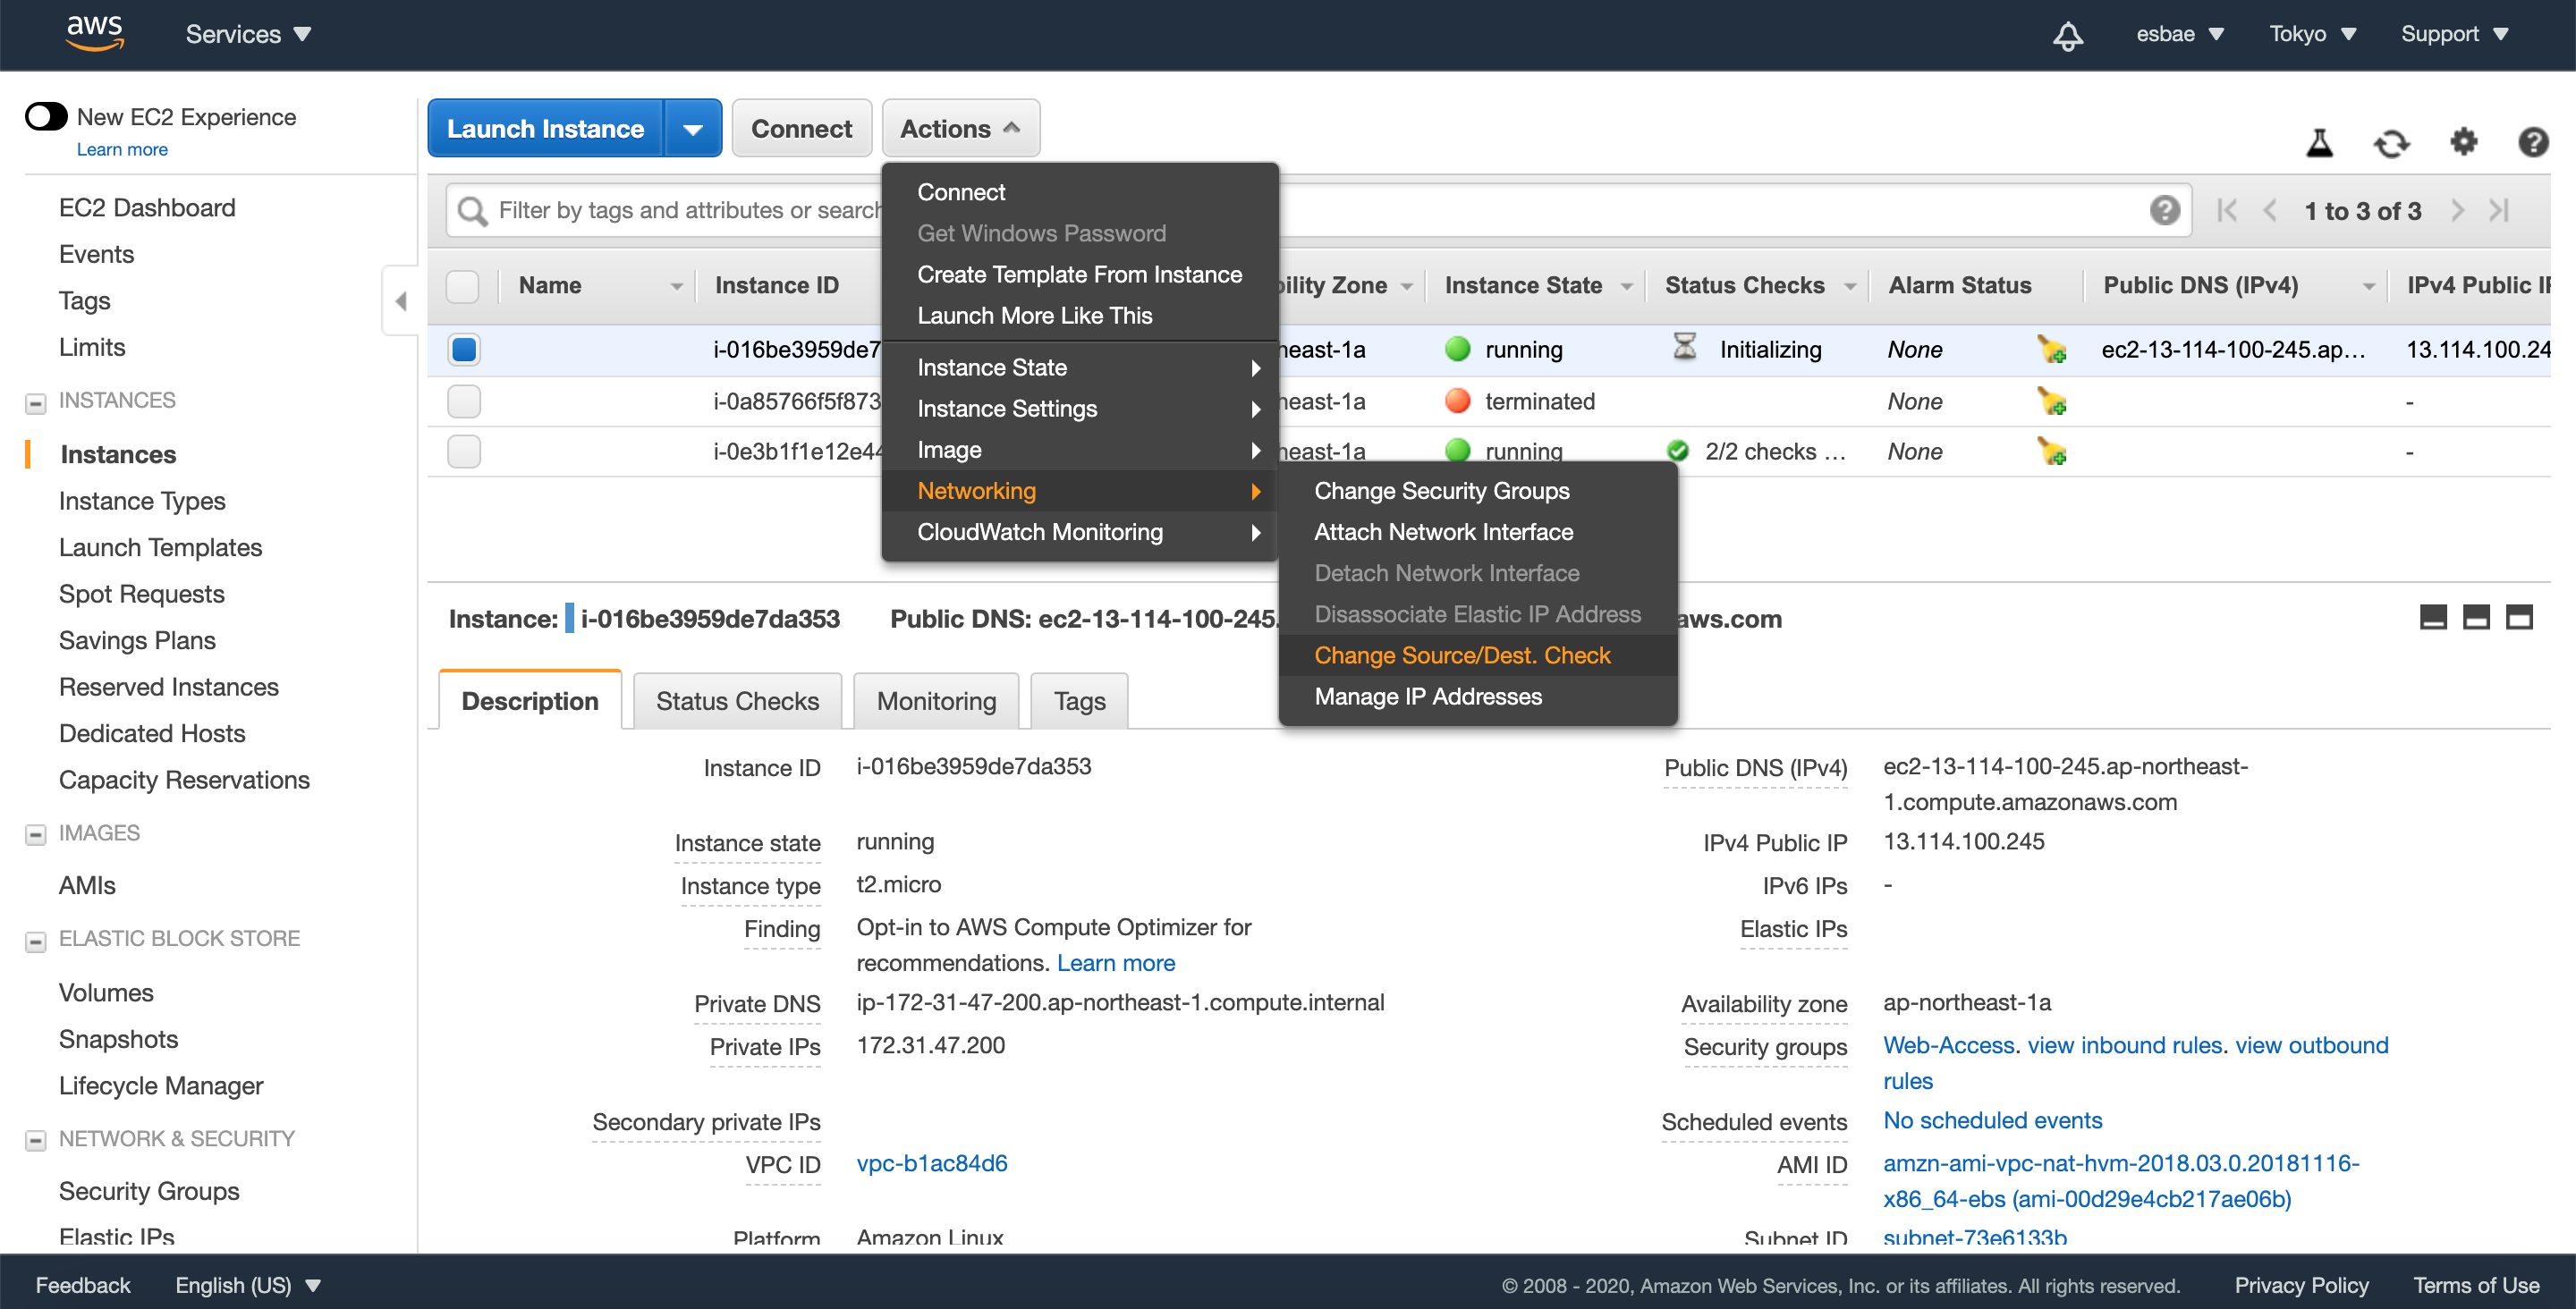 aws
Services
esbae
Tokyo
Support
New EC2 Experience
Learn more
EC2 Dashboard
Events
Tags
Limits
INSTANCES
Instances
Instance Types
Launch Templates
Spot Requests
Savings Plans
Reserved Instances
Dedicated Hosts
Capacity Reservations
IMAGES
AMIs
ELASTIC BLOCK STORE
Volumes
Snapshots
Lifecycle Manager
NETWORK & SECURITY
Security Groups
Elastic IPs
Launch Instance
Connect
Actions
Filter by tags and attributes or search
1 to 3 of 3
Name Instance ID bility Zone Instance State Status Checks Alarm Status Public DNS (IPv4) IPv4 Public IP
i-016be3959de7 neast-1a running Initializing None ec2-13-114-100-245.ap... 13.114.100.24
i-0a85766f5f873 neast-1a terminated None -
i-0e3b1f1e12e44 neast-1a running 2/2 checks ... None -
Connect
Get Windows Password
Create Template From Instance
Launch More Like This
Instance State
Instance Settings
Image
Networking
CloudWatch Monitoring
Change Security Groups
Attach Network Interface
Detach Network Interface
Disassociate Elastic IP Address
Change Source/Dest. Check
Manage IP Addresses
Instance: i-016be3959de7da353 Public DNS: ec2-13-114-100-245. aws.com
Description
Status Checks
Monitoring
Tags
Instance ID i-016be3959de7da353
Instance state running
Instance type t2.micro
Finding Opt-in to AWS Compute Optimizer for
recommendations. Learn more
Private DNS ip-172-31-47-200.ap-northeast-1.compute.internal
Private IPs 172.31.47.200
Secondary private IPs
VPC ID vpc-b1ac84d6
Platform Amazon Linux
Public DNS (IPv4) ec2-13-114-100-245.ap-northeast-
1.compute.amazonaws.com
IPv4 Public IP 13.114.100.245
IPv6 IPs -
Elastic IPs
Availability zone ap-northeast-1a
Security groups Web-Access. view inbound rules. view outbound
rules
Scheduled events No scheduled events
AMI ID amzn-ami-vpc-nat-hvm-2018.03.0.20181116-
x86_64-ebs (ami-00d29e4cb217ae06b)
Subnet ID subnet-73e6133b
Feedback
English (US)
© 2008 - 2020, Amazon Web Services, Inc. or its affiliates. All rights reserved.
Privacy Policy
Terms of Use